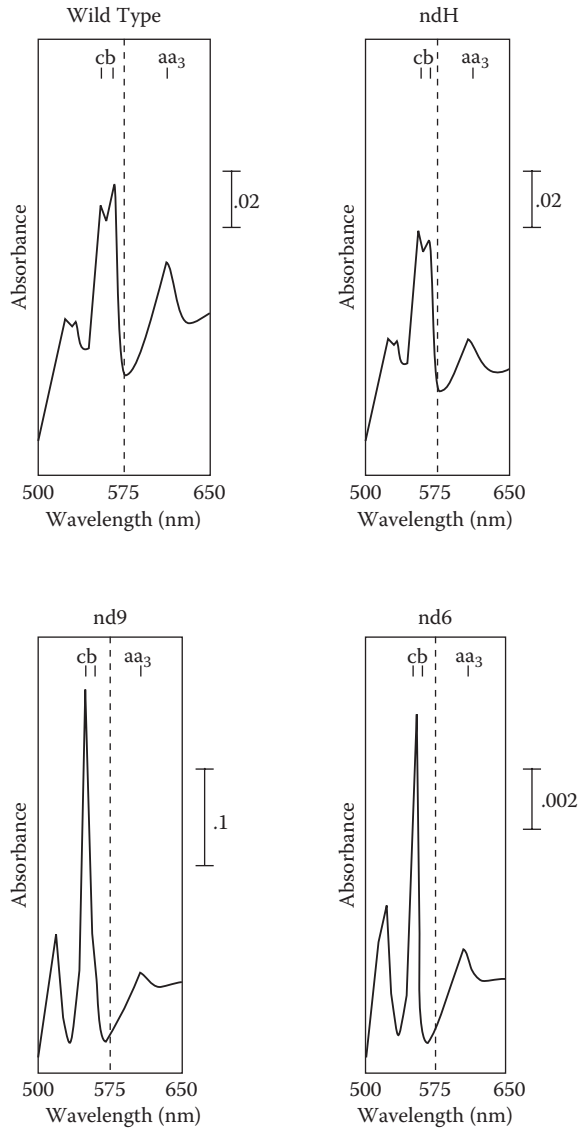 Wild Type
cb aa3
Absorbance
.02
500 575 650
Wavelength (nm)
ndH
cb aa3
Absorbance
.02
500 575 650
Wavelength (nm)
nd9
cb aa3
Absorbance
.1
500 575 650
Wavelength (nm)
nd6
cb aa3
Absorbance
.002
500 575 650
Wavelength (nm)